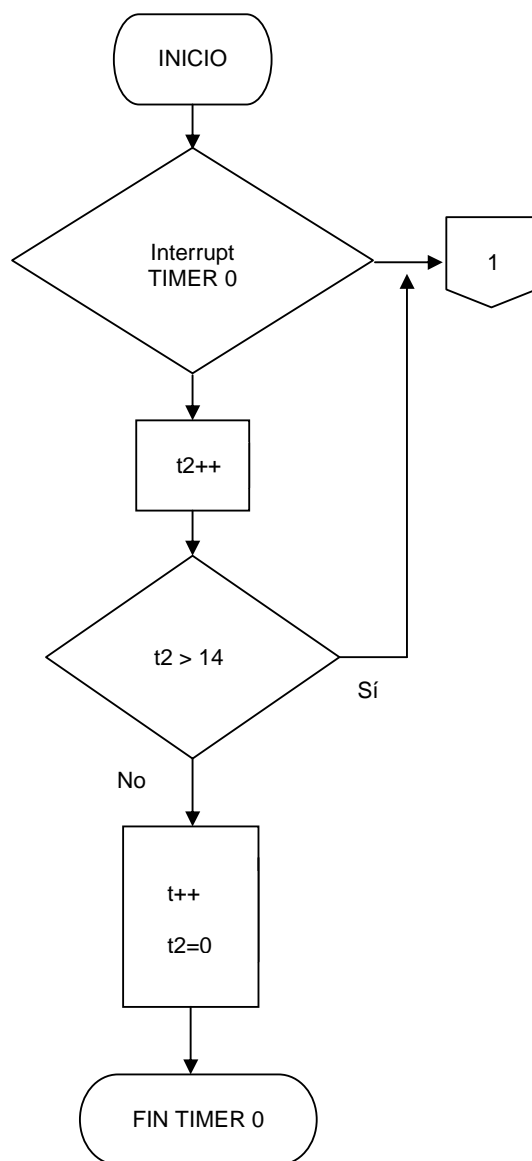 INICIO
Interrupt
TIMER 0
1
t2++
t2 > 14
Sí
No
t++
t2=0
FIN TIMER 0